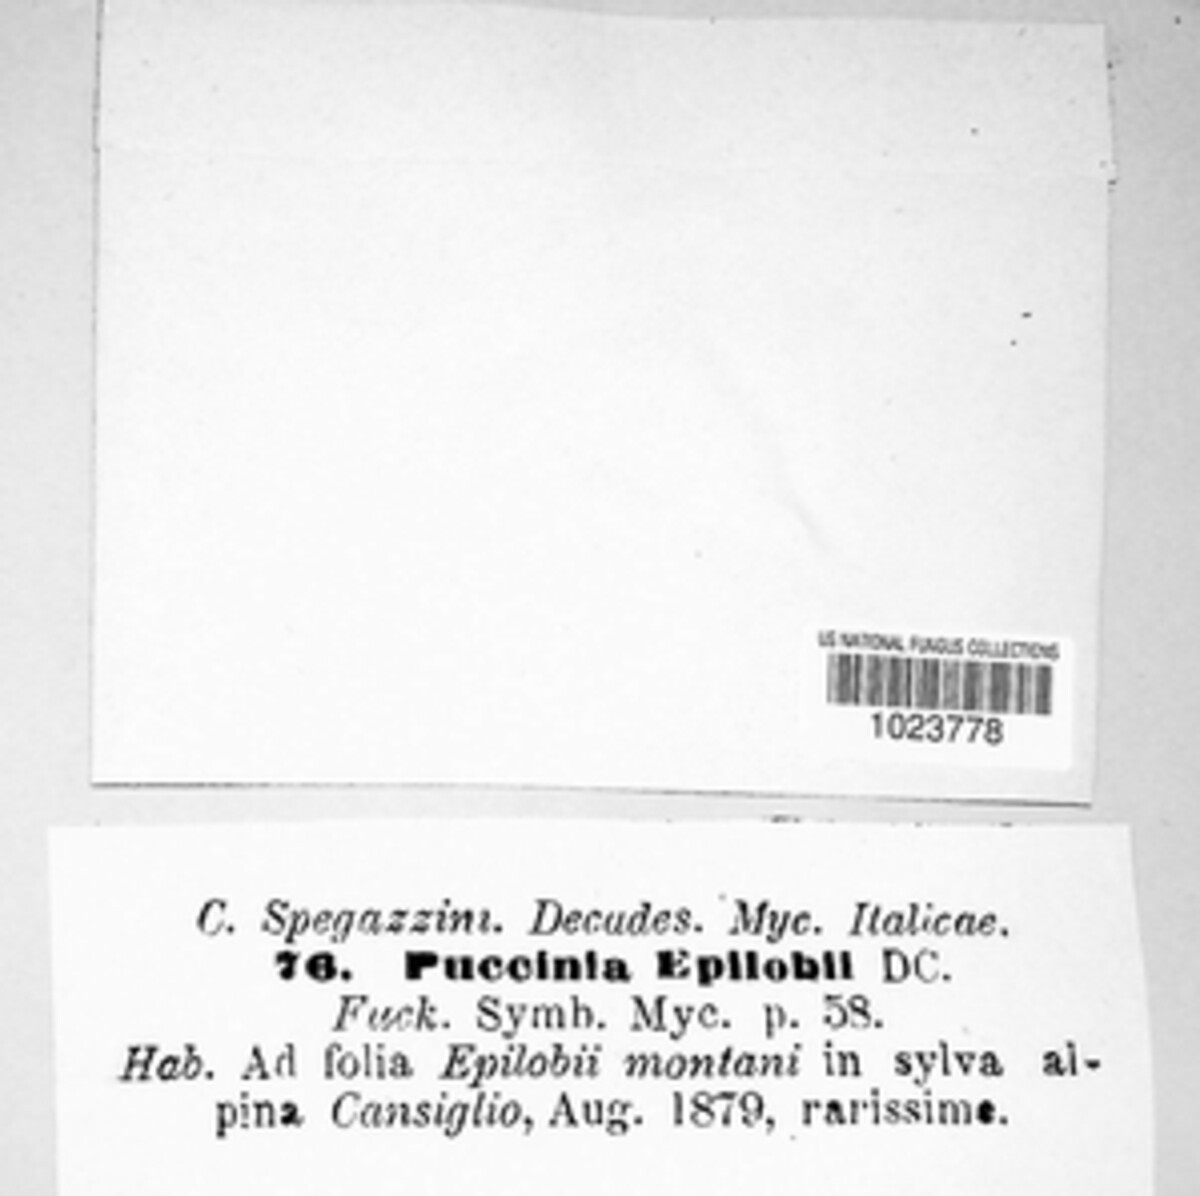 US NATIONAL FUNGUS COLLECTIONS
1023778
C. Spegazzini. Decades. Myc. Italicae.
76. Puccinia Epilobii DC.
Fuck. Symb. Myc. p. 58.
Hab. Ad folia Epilobii montani in sylva al-
pina Cansiglio, Aug. 1879, rarissime.